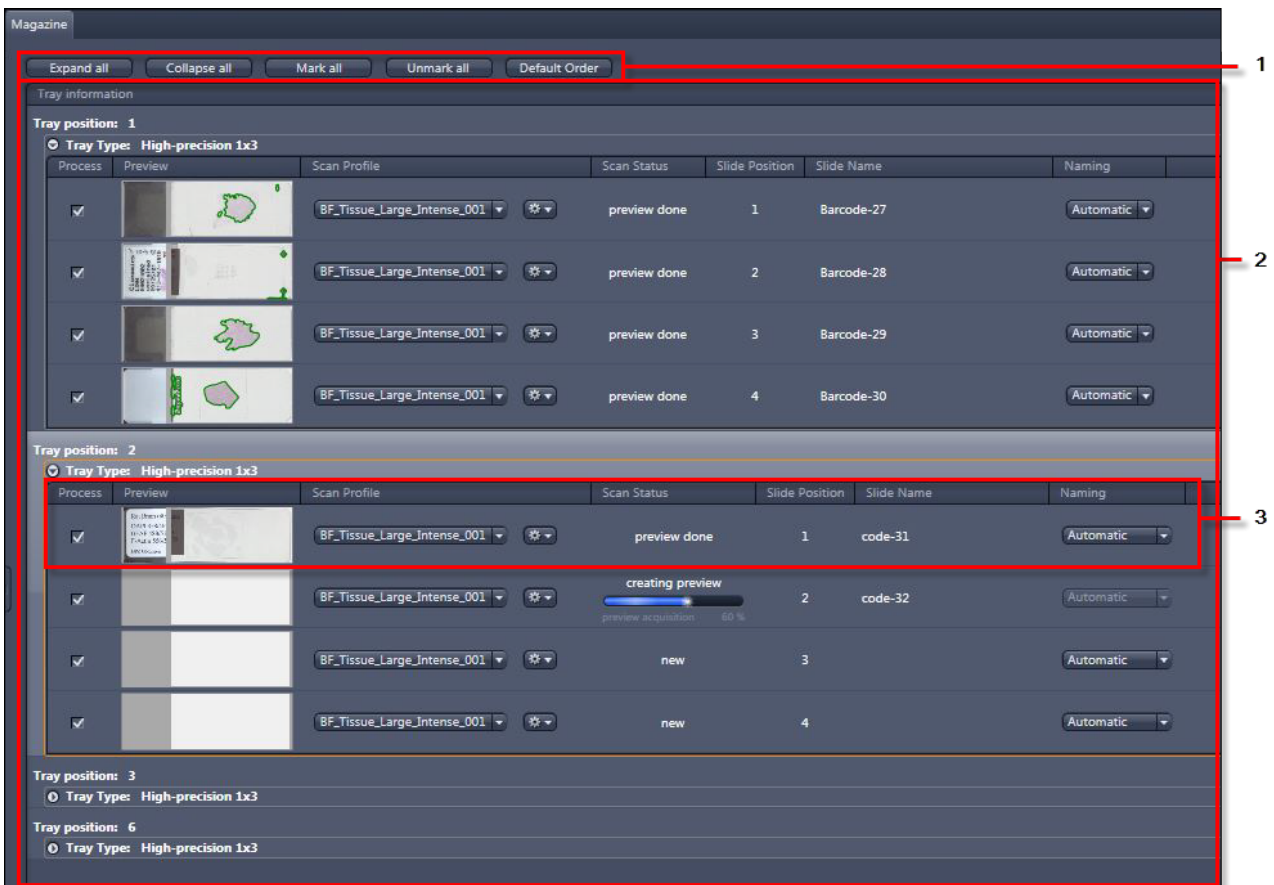 Magazine
Expand all Collapse all Mark all Unmark all Default Order
1
Tray information
Tray position: 1
Tray Type: High-precision 1x3
Process Preview Scan Profile Scan Status Slide Position Slide Name Naming
BF_Tissue_Large_Intense_001 preview done 1 Barcode-27 Automatic
2
BF_Tissue_Large_Intense_001 preview done 2 Barcode-28 Automatic
BF_Tissue_Large_Intense_001 preview done 3 Barcode-29 Automatic
BF_Tissue_Large_Intense_001 preview done 4 Barcode-30 Automatic
Tray position: 2
Tray Type: High-precision 1x3
Process Preview Scan Profile Scan Status Slide Position Slide Name Naming
3
BF_Tissue_Large_Intense_001 preview done 1 code-31 Automatic
creating preview
BF_Tissue_Large_Intense_001 2 code-32 Automatic
preview acquisition 60 %
BF_Tissue_Large_Intense_001 new 3 Automatic
BF_Tissue_Large_Intense_001 new 4 Automatic
Tray position: 3
Tray Type: High-precision 1x3
Tray position: 6
Tray Type: High-precision 1x3